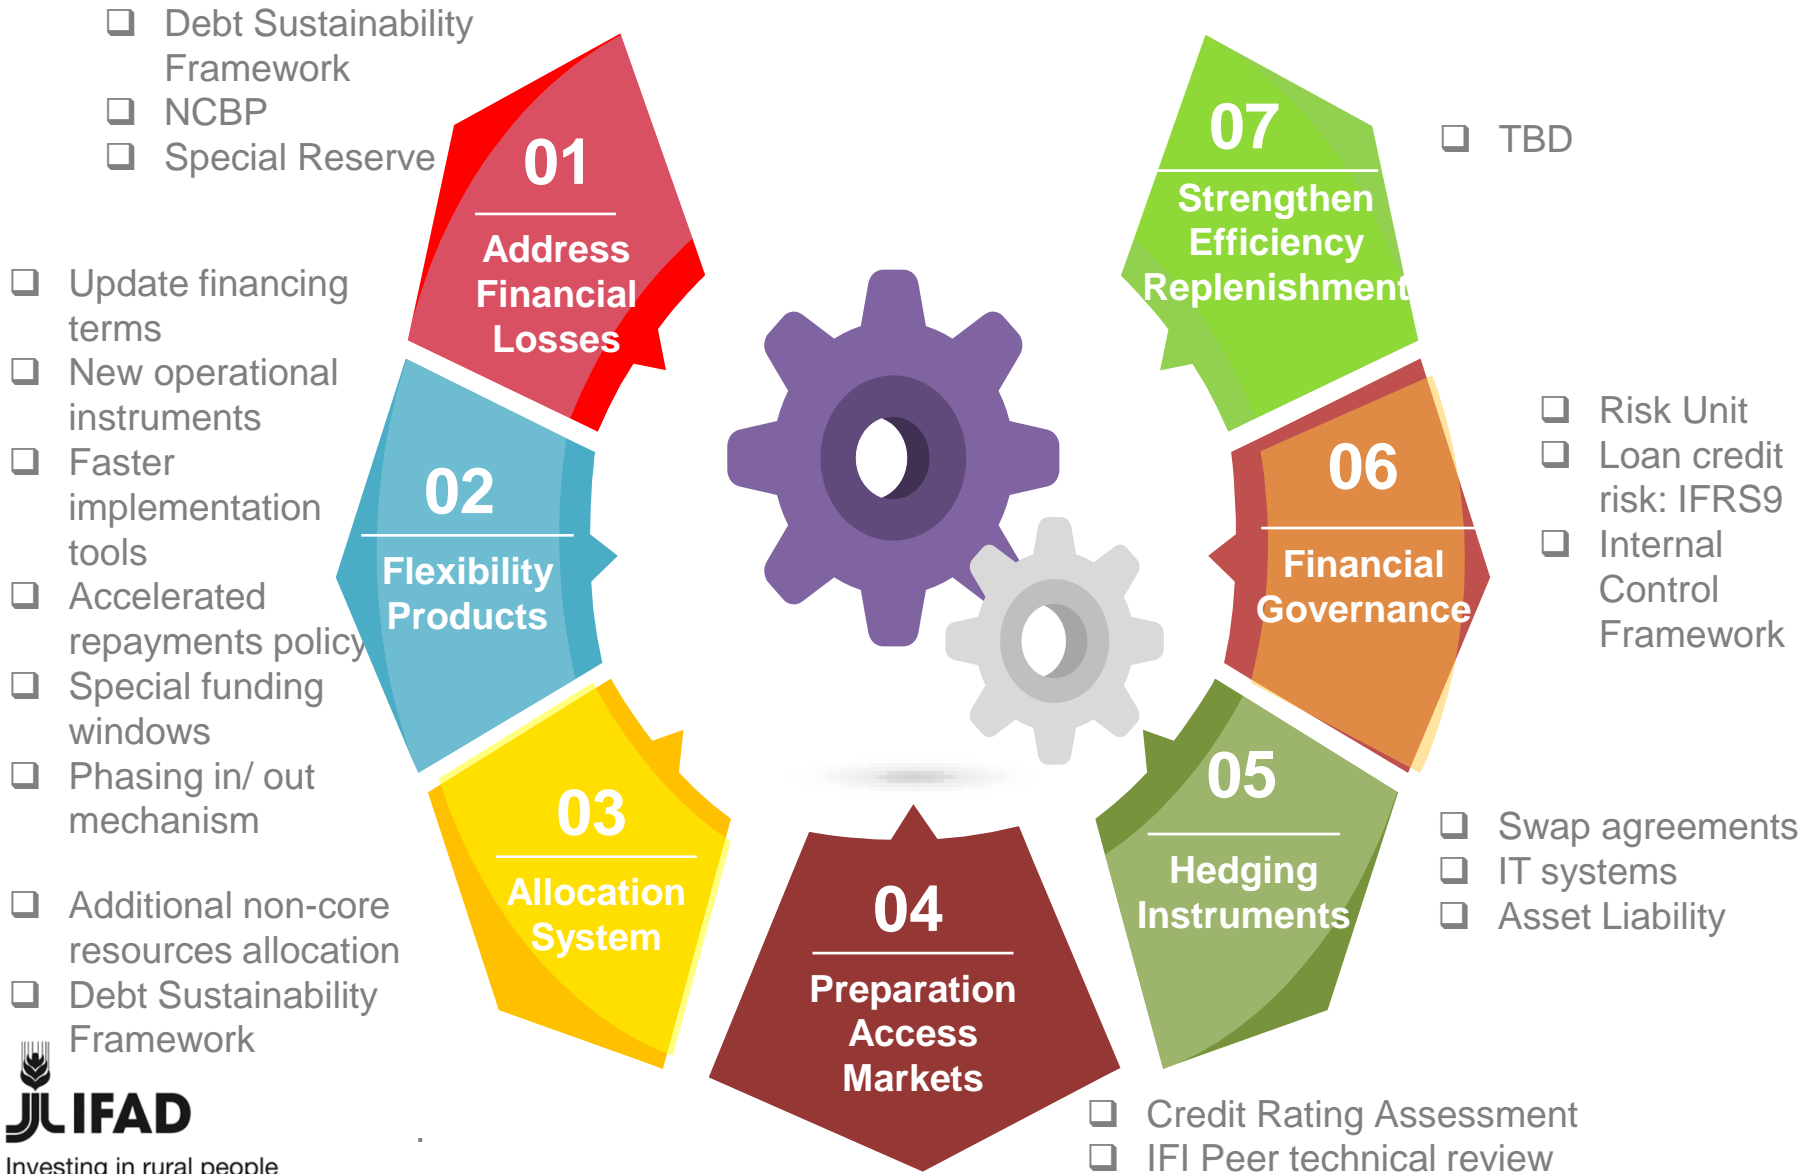 ❑ Debt Sustainability
Framework
❑ NCBP
❑ Special Reserve
01
Address
Financial
Losses
❑ Update financing
terms
❑ New operational
instruments
❑ Faster
implementation
tools
❑ Accelerated
repayments policy
❑ Special funding
windows
❑ Phasing in/ out
mechanism
02
Flexibility
Products
❑ Additional non-core
resources allocation
❑ Debt Sustainability
Framework
03
Allocation
System
04
Preparation
Access
Markets
❑ Credit Rating Assessment
❑ IFI Peer technical review
05
Hedging
Instruments
❑ Swap agreements
❑ IT systems
❑ Asset Liability
06
Financial
Governance
❑ Risk Unit
❑ Loan credit
risk: IFRS9
❑ Internal
Control
Framework
07
Strengthen
Efficiency
Replenishment
❑ TBD
IFAD
Investing in rural people
.